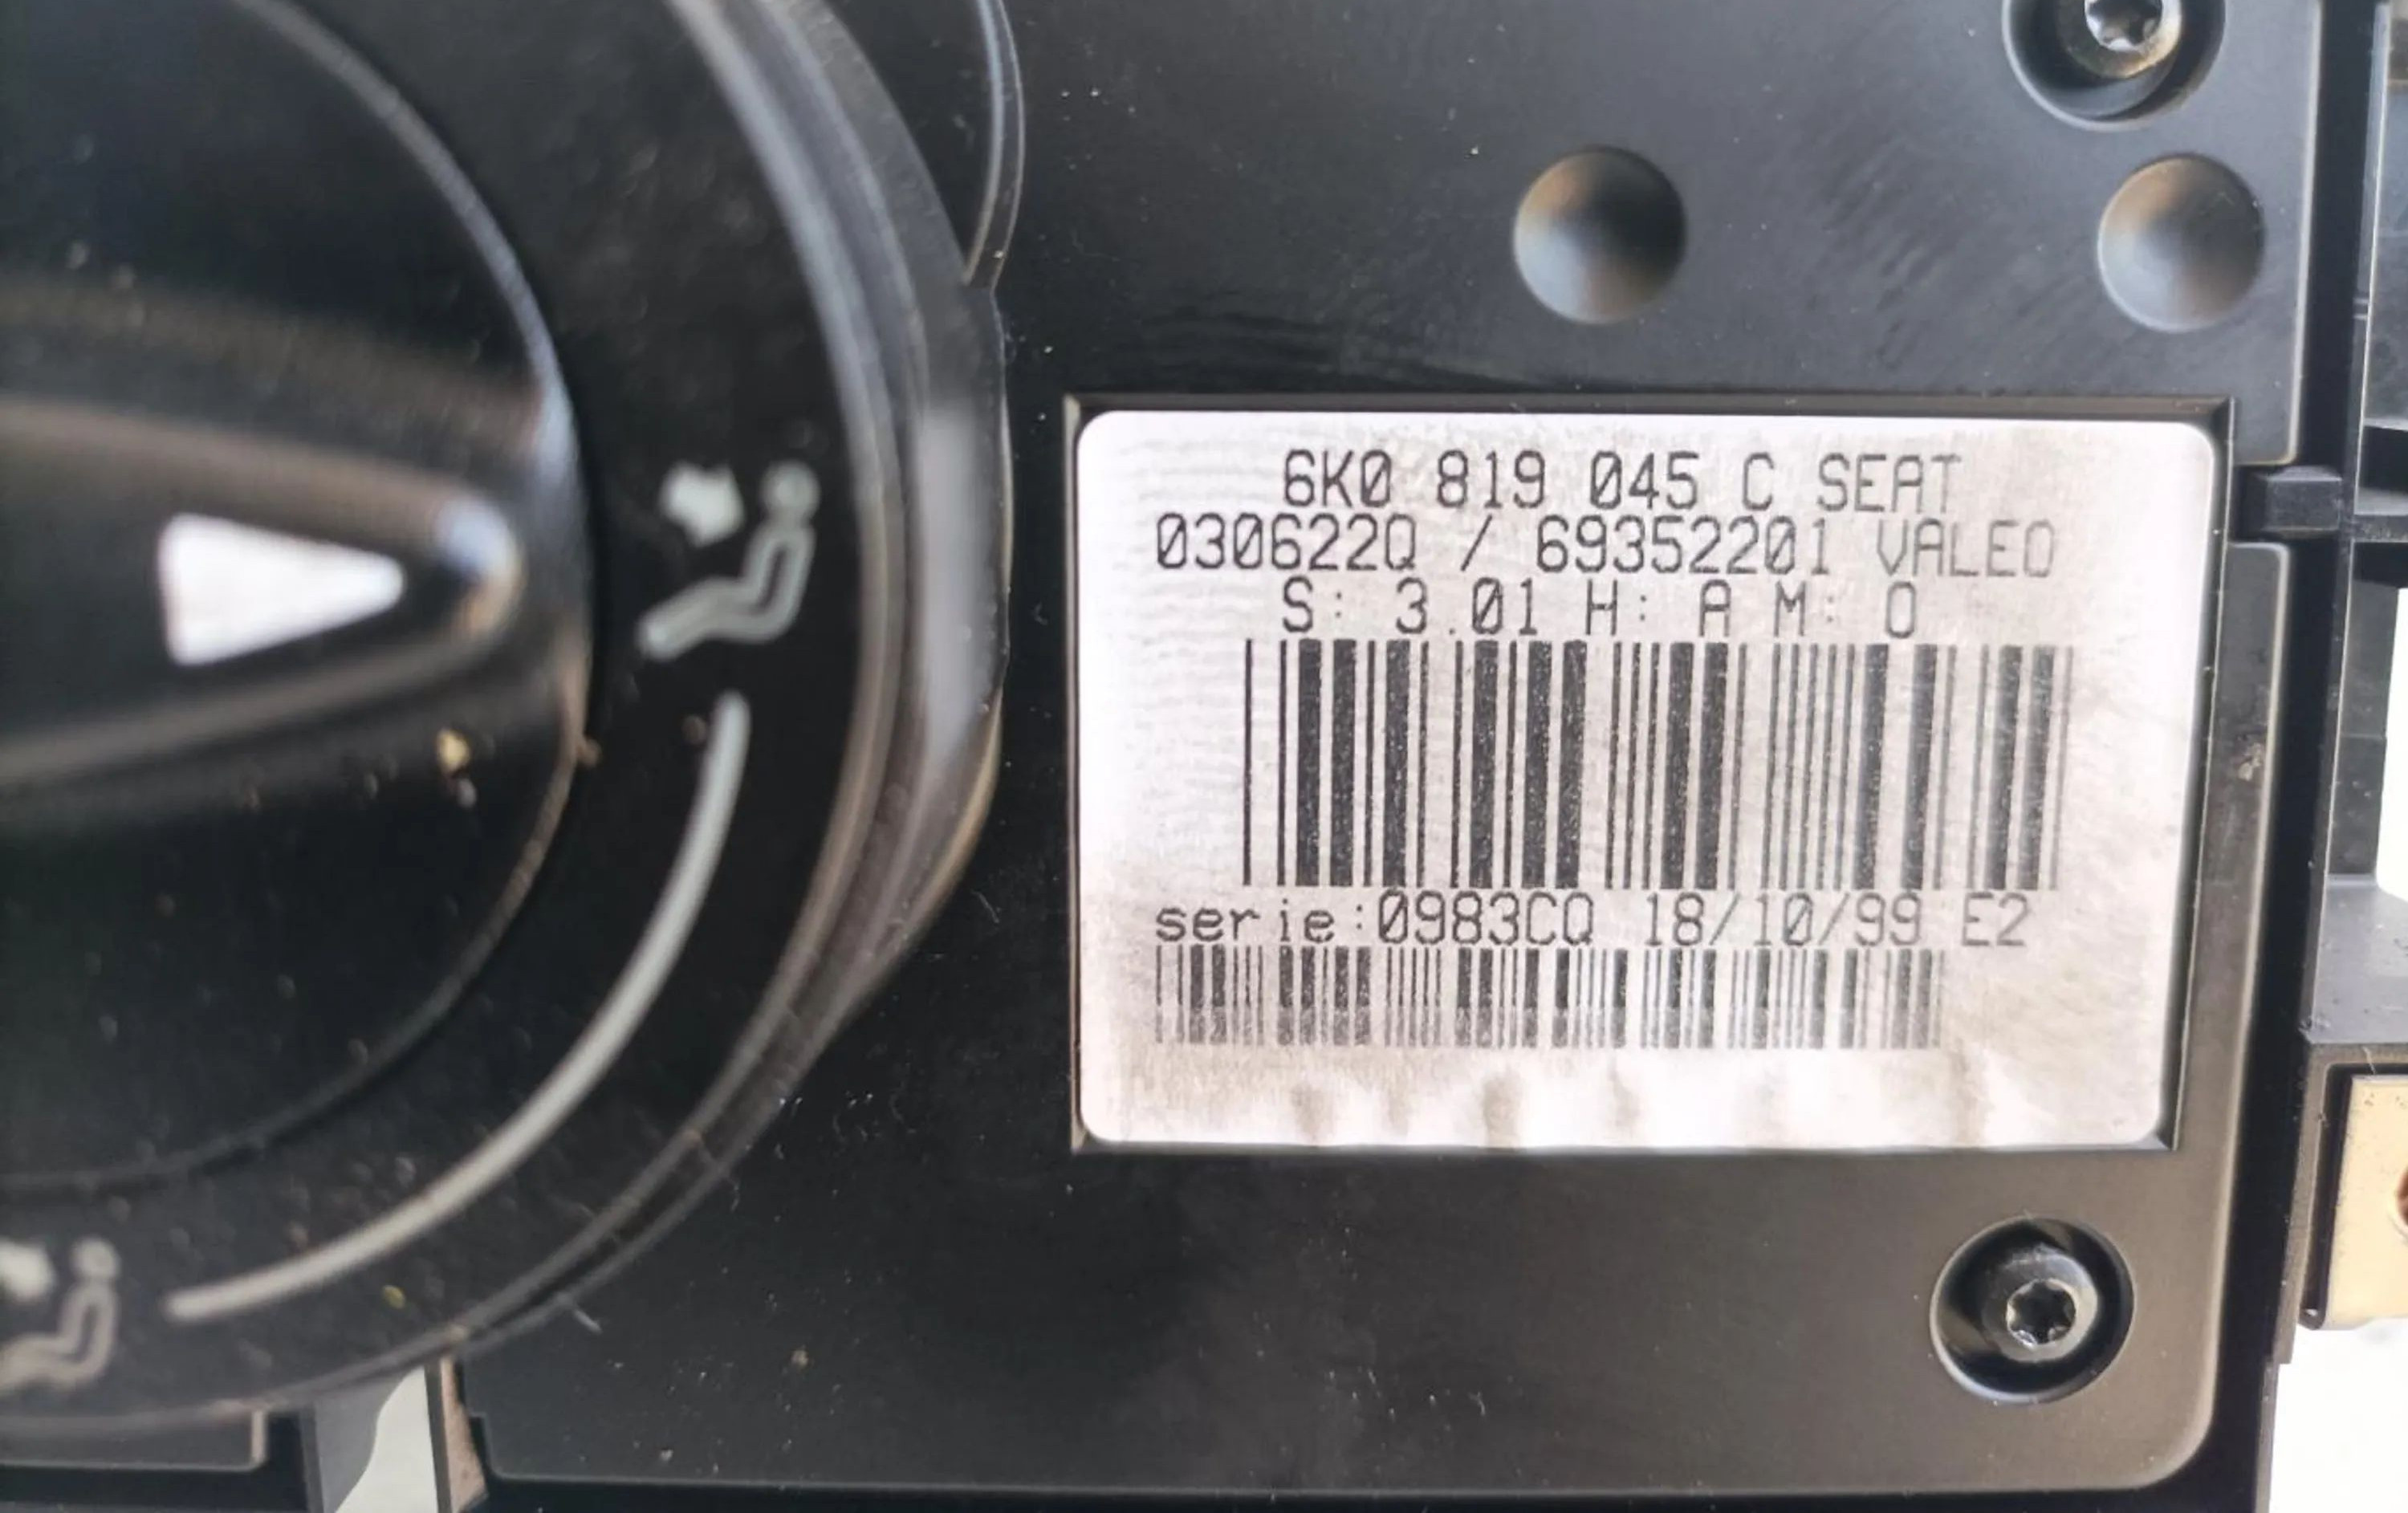 6K0 819 045 C SEAT
030622Q / 69352201 VALEO
S: 3.01 H: A M: 0
serie:0983CQ 18/10/99 E2